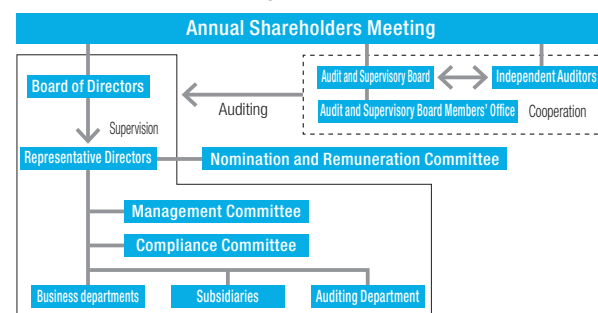 Annual Shareholders Meeting
Board of Directors
Audit and Supervisory Board
Independent Auditors
Auditing
Audit and Supervisory Board Members' Office
Cooperation
Supervision
Representative Directors
Nomination and Remuneration Committee
Management Committee
Compliance Committee
Business departments
Subsidiaries
Auditing Department